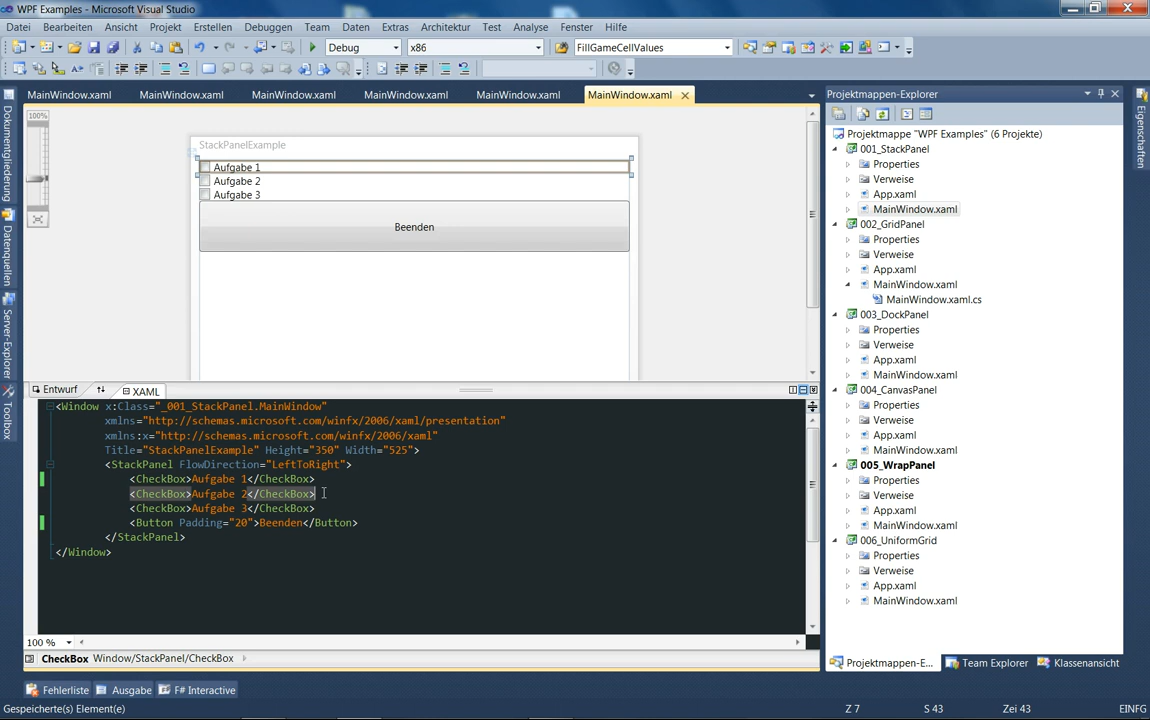 WPF Examples - Microsoft Visual Studio
Datei Bearbeiten Ansicht Projekt Erstellen Debuggen Team Daten Extras Architektur Test Analyse Fenster Hilfe
Debug x86 FillGameCellValues
MainWindow.xaml MainWindow.xaml MainWindow.xaml MainWindow.xaml MainWindow.xaml MainWindow.xaml
Dokumentgliederung
Datenquellen
Server-Explorer
Toolbox
100%
StackPanelExample
Aufgabe 1
Aufgabe 2
Aufgabe 3
Beenden
Entwurf XAML
<Window x:Class="_001_StackPanel.MainWindow"
xmlns="http://schemas.microsoft.com/winfx/2006/xaml/presentation"
xmlns:x="http://schemas.microsoft.com/winfx/2006/xaml"
Title="StackPanelExample" Height="350" Width="525">
<StackPanel FlowDirection="LeftToRight">
<CheckBox>Aufgabe 1</CheckBox>
<CheckBox>Aufgabe 2</CheckBox>
<CheckBox>Aufgabe 3</CheckBox>
<Button Padding="20">Beenden</Button>
</StackPanel>
</Window>
100 %
CheckBox Window/StackPanel/CheckBox
Projektmappen-Explorer
Projektmappe "WPF Examples" (6 Projekte)
001_StackPanel
Properties
Verweise
App.xaml
MainWindow.xaml
002_GridPanel
Properties
Verweise
App.xaml
MainWindow.xaml
MainWindow.xaml.cs
003_DockPanel
Properties
Verweise
App.xaml
MainWindow.xaml
004_CanvasPanel
Properties
Verweise
App.xaml
MainWindow.xaml
005_WrapPanel
Properties
Verweise
App.xaml
MainWindow.xaml
006_UniformGrid
Properties
Verweise
App.xaml
MainWindow.xaml
Projektmappen-E... Team Explorer Klassenansicht
Eigenschaften
Fehlerliste Ausgabe F# Interactive
Gespeicherte(s) Element(e) Z 7 S 43 Zei 43 EINFG